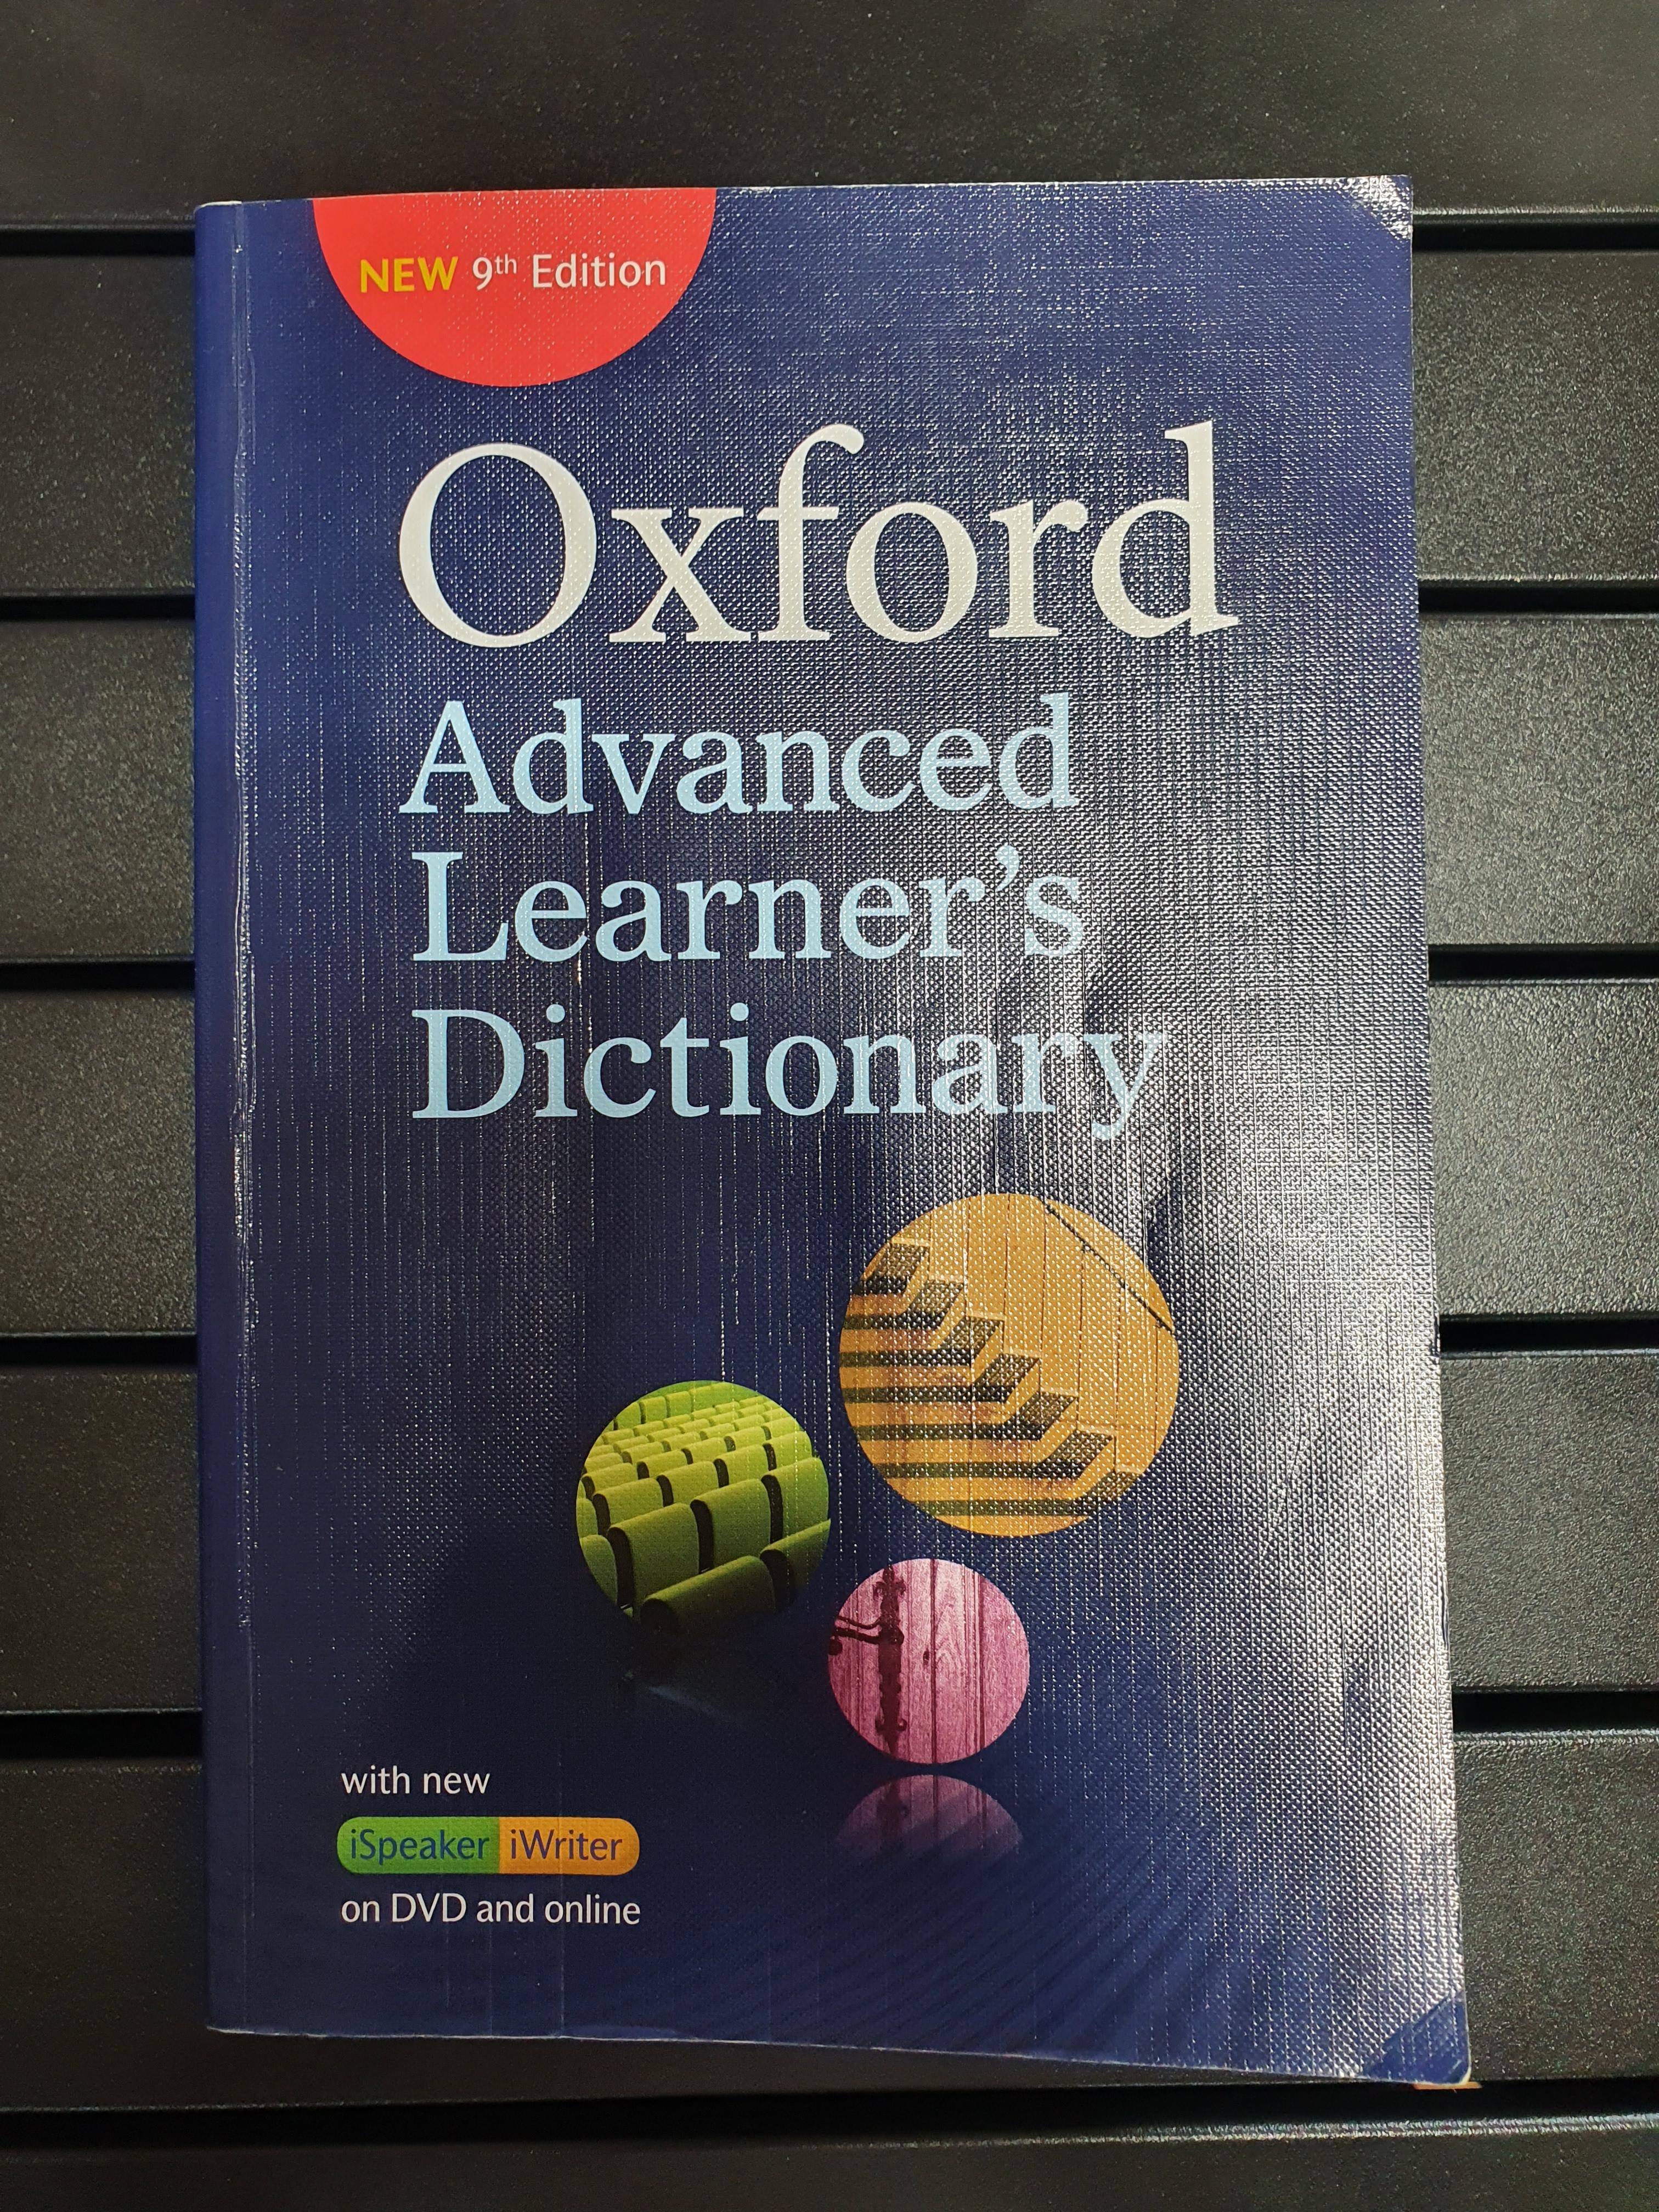 NEW 9th Edition
Oxford
Advanced
Learner's
Dictionary
with new
iSpeaker iWriter
on DVD and online